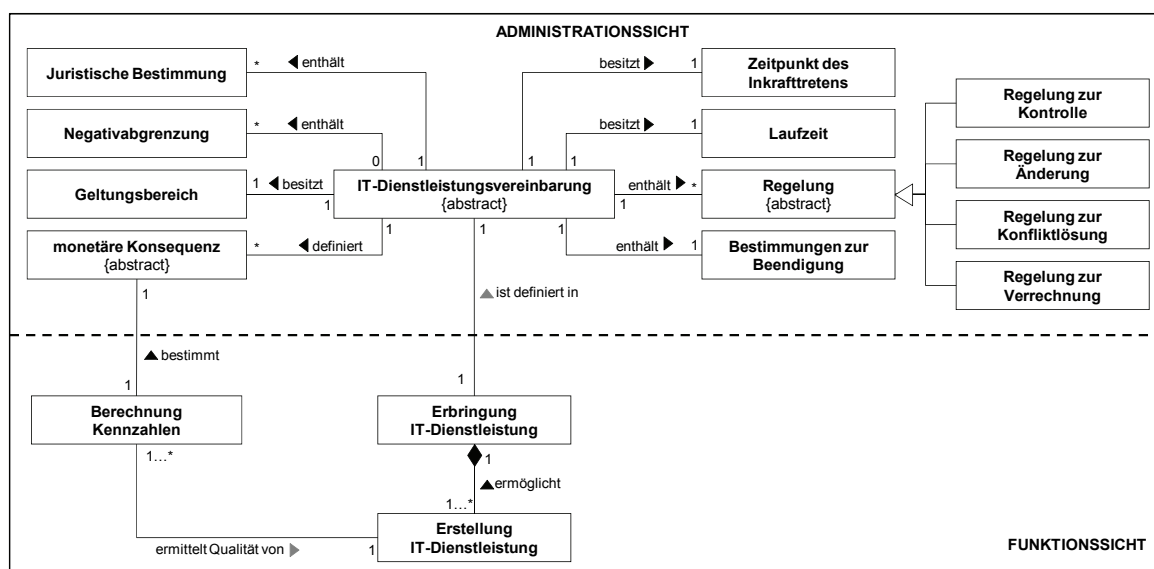 ADMINISTRATIONSSICHT
Juristische Bestimmung
* enthält
besitzt 1
Zeitpunkt des
Inkrafttretens
Regelung zur
Kontrolle
Negativabgrenzung
* enthält
besitzt 1
Laufzeit
0 1 1 1
Regelung zur
Änderung
Geltungsbereich
1 besitzt
1
IT-Dienstleistungsvereinbarung
{abstract}
enthält *
1
Regelung
{abstract}
Regelung zur
Konfliktlösung
monetäre Konsequenz
{abstract}
* definiert
1 1 1
enthält 1
Bestimmungen zur
Beendigung
Regelung zur
Verrechnung
1
ist definiert in
bestimmt
1
1
Berechnung
Kennzahlen
Erbringung
IT-Dienstleistung
1...*
1
ermöglicht
1...*
Erstellung
IT-Dienstleistung
ermittelt Qualität von
1
FUNKTIONSSICHT